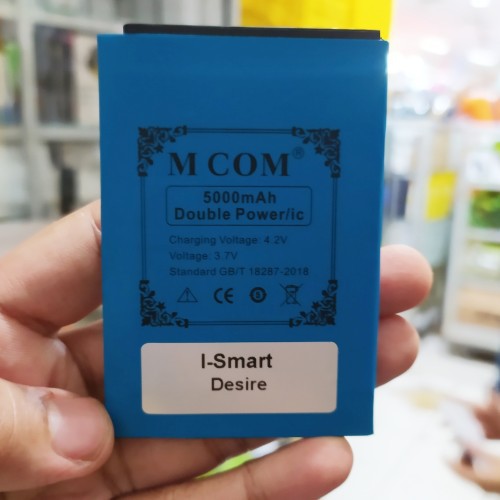 M COM®
5000mAh
Double Power/ic
Charging Voltage: 4.2V
Voltage: 3.7V
Standard GB/T 18287-2018
CE
I-Smart
Desire